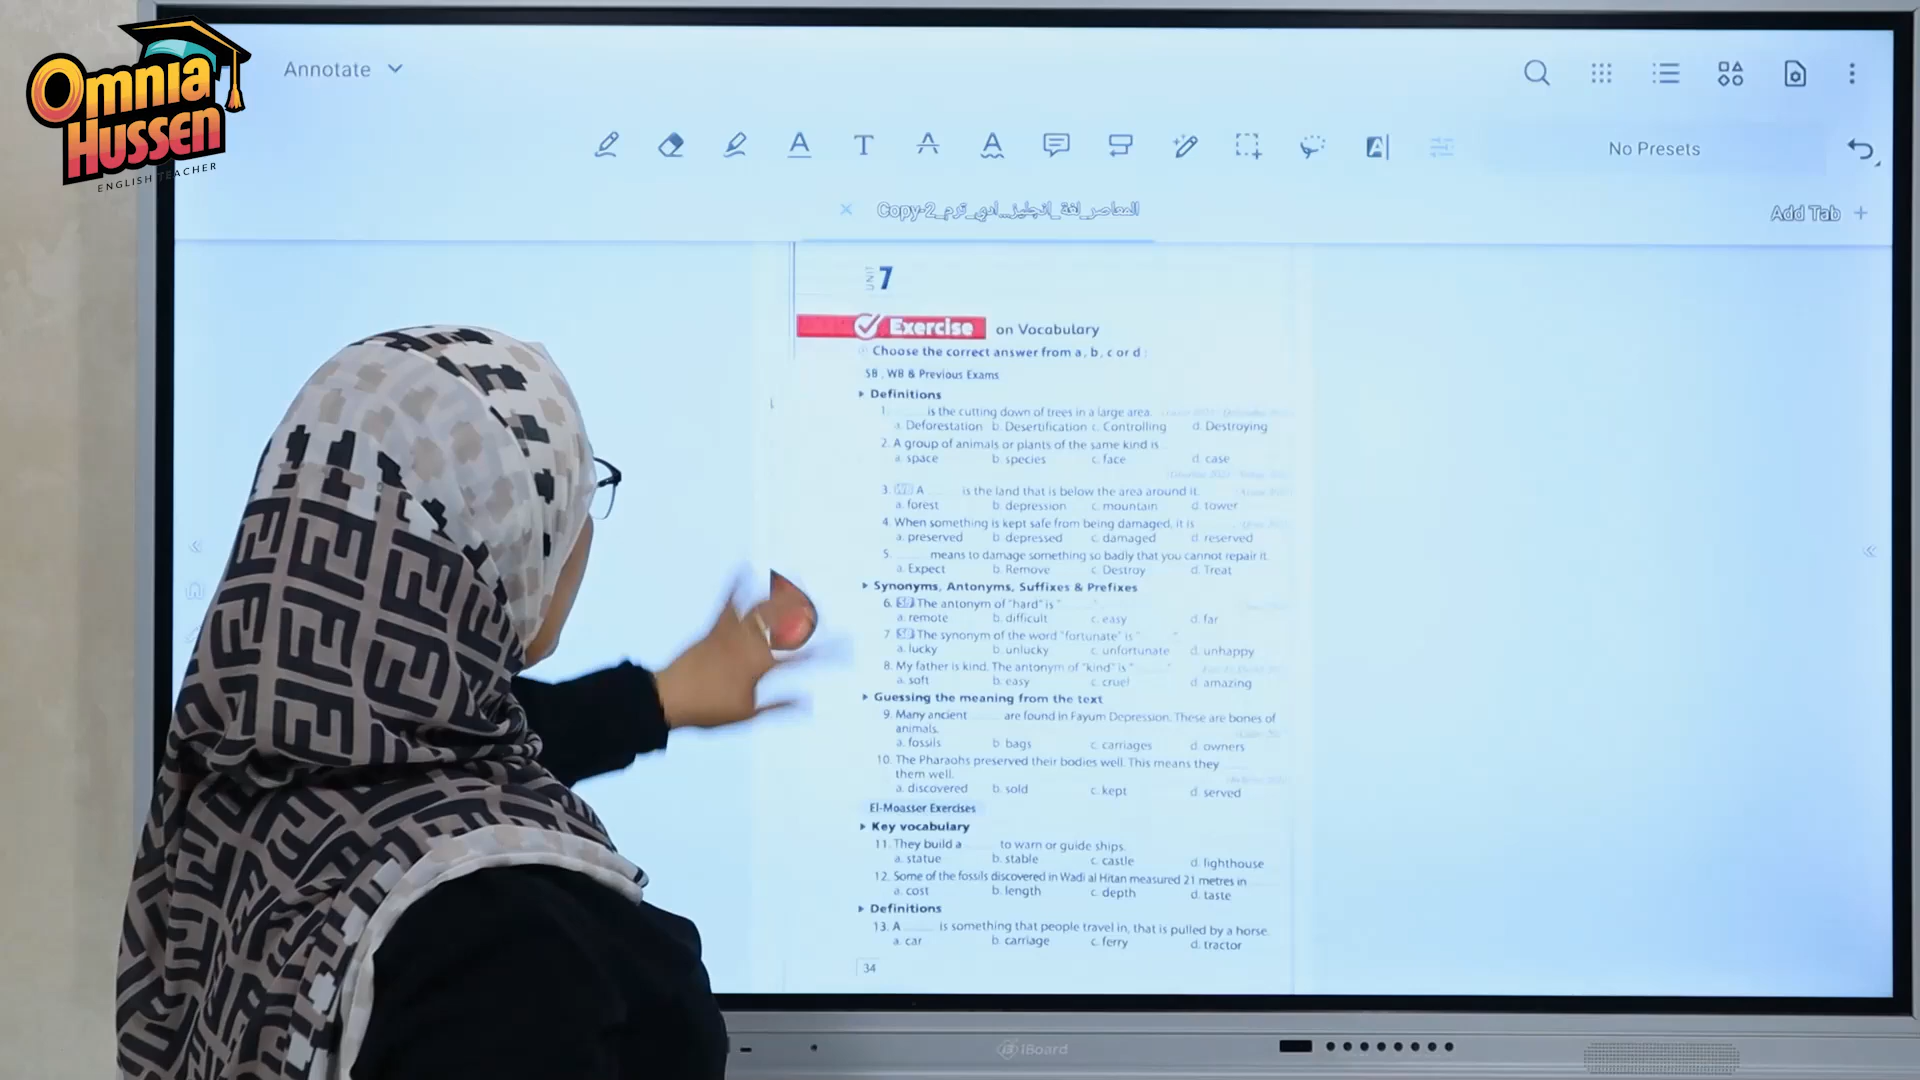 Omnia
Hussen
ENGLISH TEACHER
Annotate
No Presets
المعاصر_لغة_انجليز_ادي_ترم_2-Copy
Add Tab +
UNIT 7
Exercise on Vocabulary
Choose the correct answer from a, b, c or d :
SB, WB & Previous Exams
Definitions
1. is the cutting down of trees in a large area.
a. Deforestation b. Desertification c. Controlling d. Destroying
2. A group of animals or plants of the same kind is
a. space b. species c. face d. case
3. WB A is the land that is below the area around it.
a. forest b. depression c. mountain d. tower
4. When something is kept safe from being damaged, it is
a. preserved b. depressed c. damaged d. reserved
5. means to damage something so badly that you cannot repair it.
a. Expect b. Remove c. Destroy d. Treat
Synonyms, Antonyms, Suffixes & Prefixes
6. SB The antonym of "hard" is "
a. remote b. difficult c. easy d. far
7. SB The synonym of the word "fortunate" is " "
a. lucky b. unlucky c. unfortunate d. unhappy
8. My father is kind. The antonym of "kind" is " "
a. soft b. easy c. cruel d. amazing
Guessing the meaning from the text
9. Many ancient are found in Fayum Depression. These are bones of
animals.
a. fossils b. bags c. carriages d. owners
10. The Pharaohs preserved their bodies well. This means they
them well.
a. discovered b. sold c. kept d. served
El-Moasser Exercises
Key vocabulary
11. They build a to warn or guide ships.
a. statue b. stable c. castle d. lighthouse
12. Some of the fossils discovered in Wadi al Hitan measured 21 metres in
a. cost b. length c. depth d. taste
Definitions
13. A is something that people travel in, that is pulled by a horse.
a. car b. carriage c. ferry d. tractor
34
iBoard